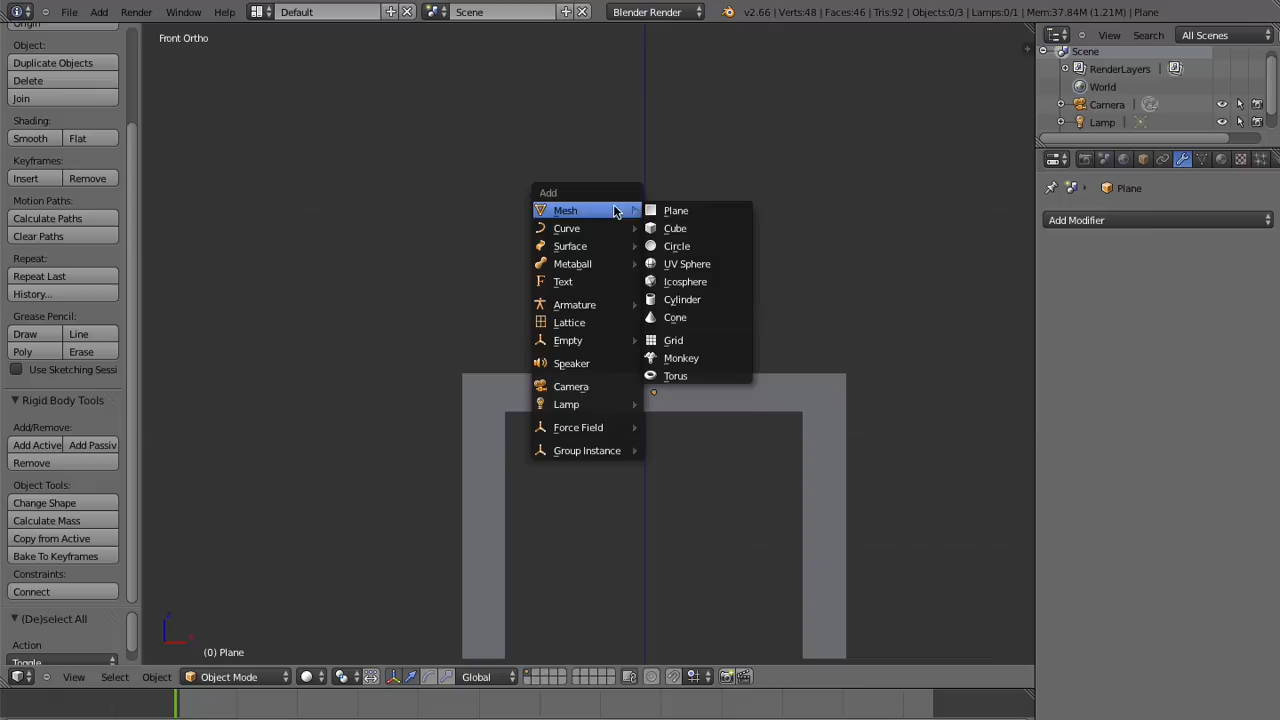 File Add Render Window Help Default Scene Blender Render v2.66 | Verts:48 | Faces:46 | Tris:92 | Objects:0/3 | Lamps:0/1 | Mem:37.84M (1.21M) | Plane
Origin
Object:
Duplicate Objects
Delete
Join
Shading:
Smooth Flat
Keyframes:
Insert Remove
Motion Paths:
Calculate Paths
Clear Paths
Repeat:
Repeat Last
History...
Grease Pencil:
Draw Line
Poly Erase
Use Sketching Sessi
Rigid Body Tools
Add/Remove:
Add Active Add Passiv
Remove
Object Tools:
Change Shape
Calculate Mass
Copy from Active
Bake To Keyframes
Constraints:
Connect
(De)select All
Action
Toggle
Front Ortho
Add
Mesh
Curve
Surface
Metaball
Text
Armature
Lattice
Empty
Speaker
Camera
Lamp
Force Field
Group Instance
Plane
Cube
Circle
UV Sphere
Icosphere
Cylinder
Cone
Grid
Monkey
Torus
z
x
(0) Plane
View Select Object Object Mode Global
View Search All Scenes
Scene
RenderLayers
World
Camera
Lamp
Plane
Add Modifier